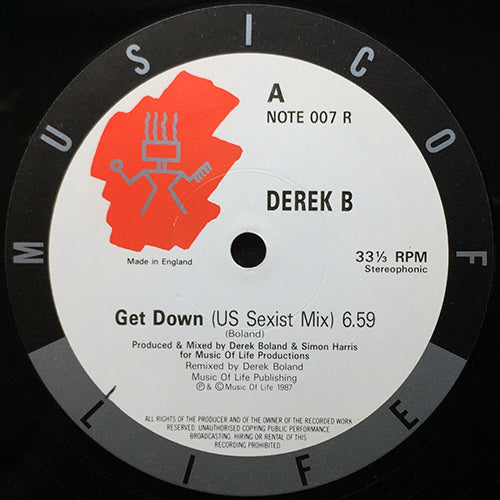 MUSIC OF LIFE
A
NOTE 007 R
DEREK B
Made in England
33⅓ RPM
Stereophonic
Get Down (US Sexist Mix) 6.59
(Boland)
Produced & Mixed by Derek Boland & Simon Harris
for Music Of Life Productions
Remixed by Derek Boland
Music Of Life Publishing
℗ & © Music Of Life 1987
ALL RIGHTS OF THE PRODUCER AND OF THE OWNER OF THE RECORDED WORK
RESERVED. UNAUTHORISED COPYING PUBLIC PERFORMANCE
BROADCASTING. HIRING OR RENTAL OF THIS
RECORDING PROHIBITED